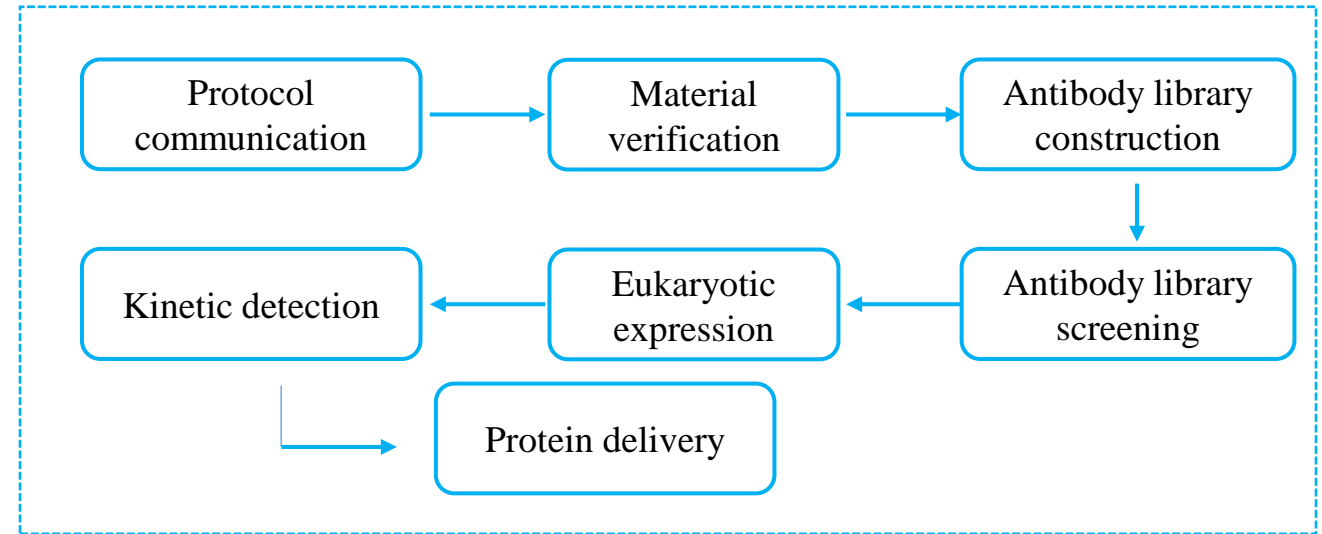 Protocol
communication
Material
verification
Antibody library
construction
Antibody library
screening
Eukaryotic
expression
Kinetic detection
Protein delivery